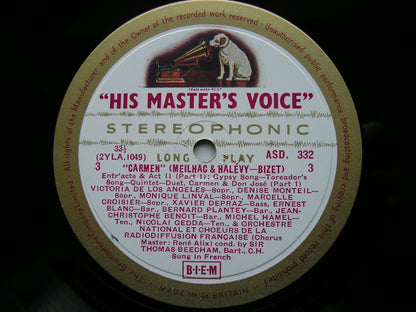 of the Manufacturer and of the Owner of the recorded work reserved. Unauthorised public performance broadcasting and copying of this record prohibited
TRADE MARK
"HIS MASTER'S VOICE"
STEREOPHONIC
33⅓
(2YLA.1049) LONG PLAY ASD. 332
3 "CARMEN" (MEILHAC & HALÉVY—BIZET) 3
Entr'acte & Act II (Part 1): Gypsy Song—Toreador's
Song—Quintet—Duet, Carmen & Don José (Part 1)
VICTORIA DE LOS ANGELES—Sopr., DENISE MONTEIL—
Sopr., MONIQUE LINVAL—Sopr., MARCELLE
CROISIER—Sopr., XAVIER DEPRAZ—Bass, ERNEST
BLANC—Bar., BERNARD PLANTEY—Bar., JEAN-
CHRISTOPHE BENOIT—Bar., MICHEL HAMEL—
Ten., NICOLAI GEDDA—Ten., & ORCHESTRE
NATIONAL ET CHOEURS DE LA
RADIODIFFUSION FRANÇAISE (Chorus
Master: RENÉ Alix) cond. by SIR
THOMAS BEECHAM, Bart., C.H.
Sung in French
B·I·E·M
MADE IN GT BRITAIN